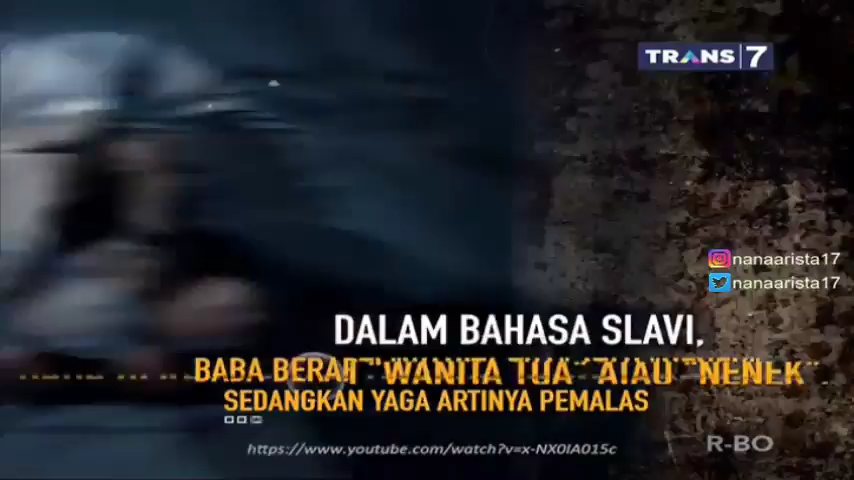 TRANS|7
nanaarista17
nanaarista17
DALAM BAHASA SLAVI,
BABA BERARTI "WANITA TUA" ATAU "NENEK".
SEDANGKAN YAGA ARTINYA PEMALAS
https://www.youtube.com/watch?v=x-NX0IA015c
R-BO